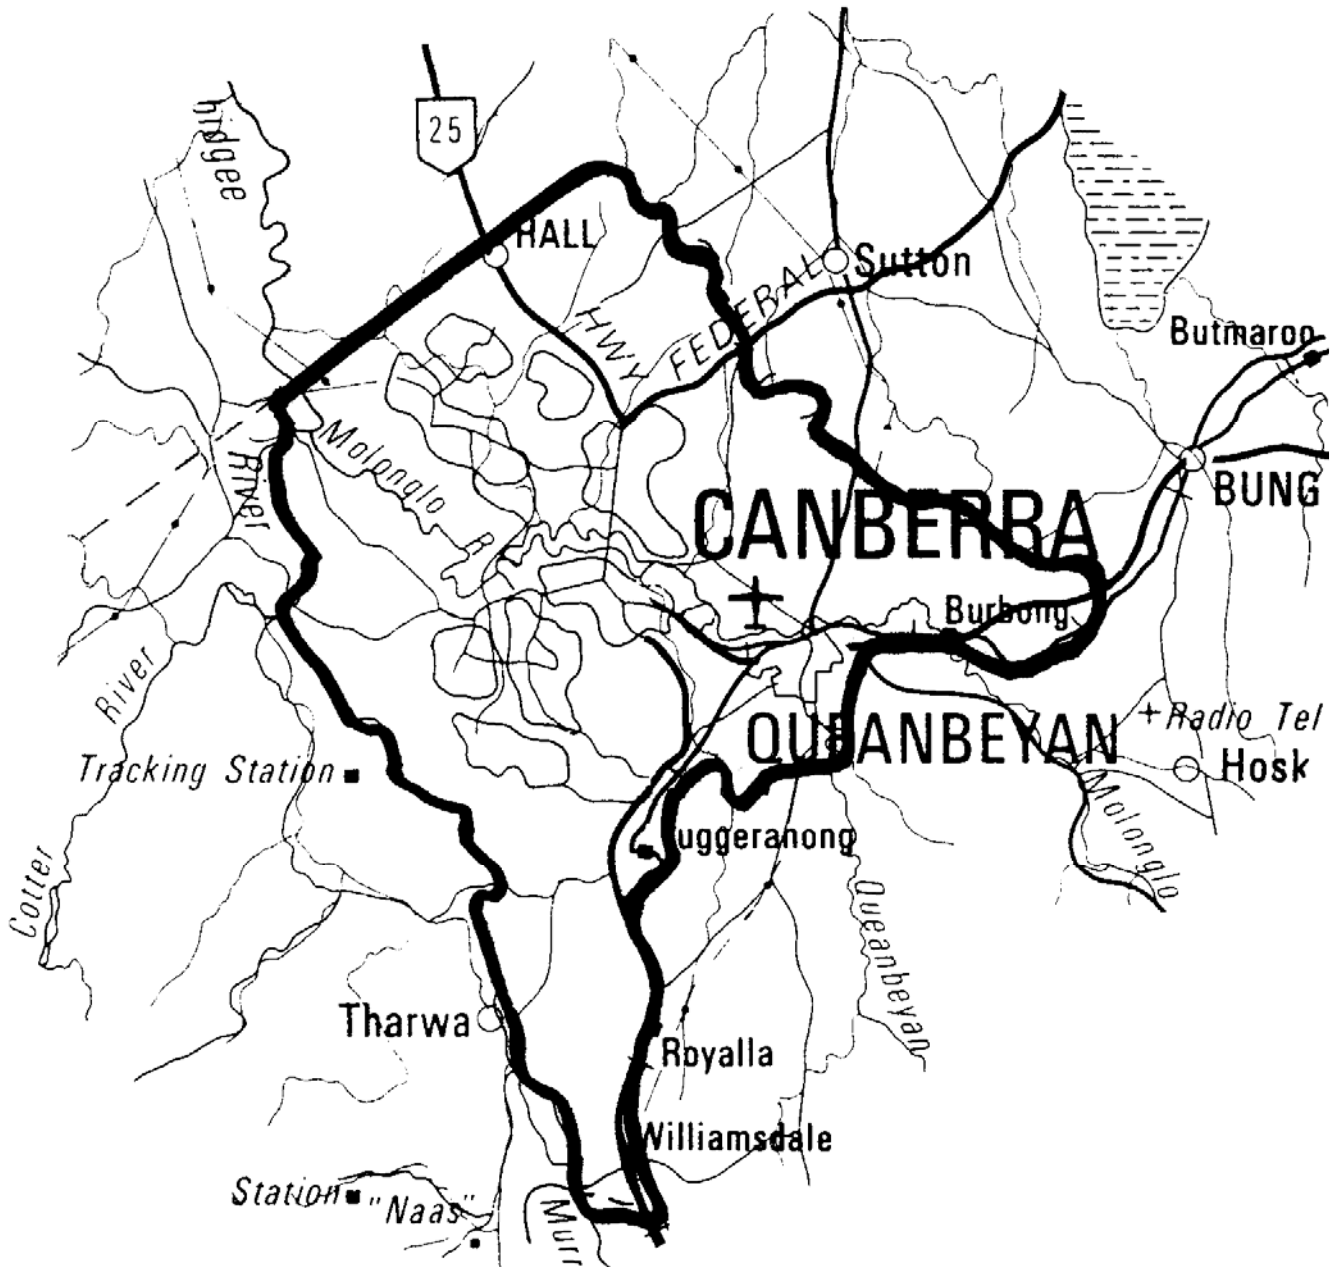 hidgee
25
HALL
HWY
FEDERAL
Sutton
Butmaroo
River
Molonglo
R
CANBERRA
BUNG
Burbong
River
QUEANBEYAN
Radio Tel
Tracking Station
Hosk
Molonglo
uggeranong
Cotter
Queanbeyan
Tharwa
Royalla
Williamsdale
Station
"Naas"
Murr